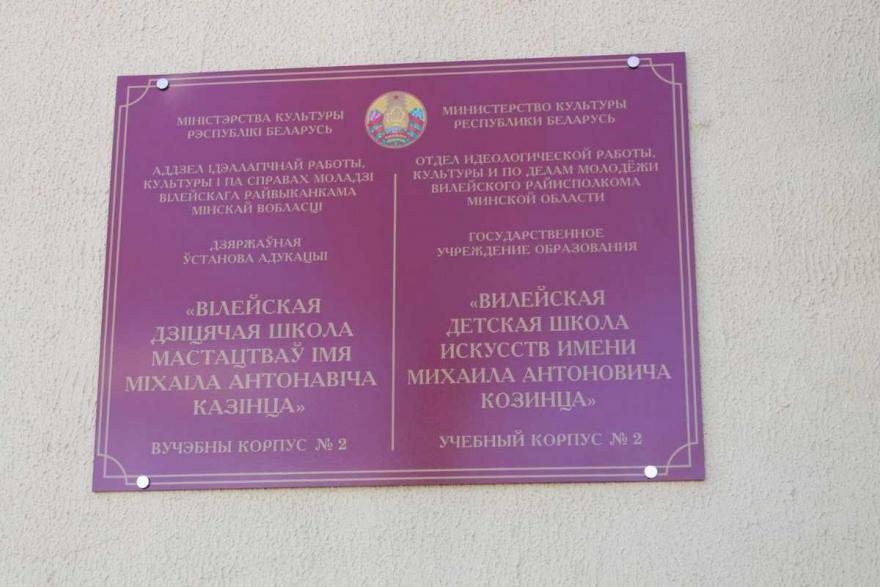 МІНІСТЭРСТВА КУЛЬТУРЫ
РЭСПУБЛІКІ БЕЛАРУСЬ
АДДЗЕЛ ІДЭАЛАГІЧНАЙ РАБОТЫ,
КУЛЬТУРЫ І ПА СПРАВАХ МОЛАДЗІ
ВІЛЕЙСКАГА РАЙВЫКАНКАМА
МІНСКАЙ ВОБЛАСЦІ
ДЗЯРЖАЎНАЯ
ЎСТАНОВА АДУКАЦЫІ
«ВІЛЕЙСКАЯ
ДЗІЦЯЧАЯ ШКОЛА
МАСТАЦТВАЎ ІМЯ
МІХАІЛА АНТОНАВІЧА
КАЗІНЦА»
ВУЧЭБНЫ КОРПУС № 2
МИНИСТЕРСТВО КУЛЬТУРЫ
РЕСПУБЛИКИ БЕЛАРУСЬ
ОТДЕЛ ИДЕОЛОГИЧЕСКОЙ РАБОТЫ,
КУЛЬТУРЫ И ПО ДЕЛАМ МОЛОДЁЖИ
ВИЛЕЙСКОГО РАЙИСПОЛКОМА
МИНСКОЙ ОБЛАСТИ
ГОСУДАРСТВЕННОЕ
УЧРЕЖДЕНИЕ ОБРАЗОВАНИЯ
«ВИЛЕЙСКАЯ
ДЕТСКАЯ ШКОЛА
ИСКУССТВ ИМЕНИ
МИХАИЛА АНТОНОВИЧА
КОЗИНЦА»
УЧЕБНЫЙ КОРПУС № 2